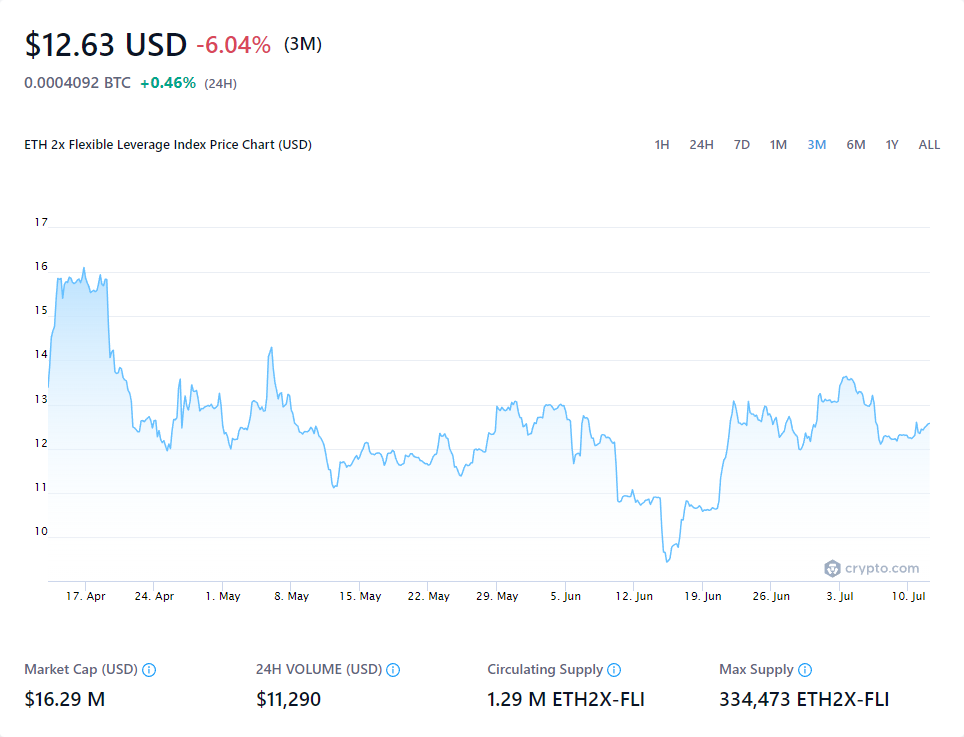 $12.63 USD -6.04% (3M)
0.0004092 BTC +0.46% (24H)
ETH 2x Flexible Leverage Index Price Chart (USD)
1H 24H 7D 1M 3M 6M 1Y ALL
17
16
15
14
13
12
11
10
crypto.com
17. Apr 24. Apr 1. May 8. May 15. May 22. May 29. May 5. Jun 12. Jun 19. Jun 26. Jun 3. Jul 10. Jul
Market Cap (USD) 24H VOLUME (USD) Circulating Supply Max Supply
$16.29 M $11,290 1.29 M ETH2X-FLI 334,473 ETH2X-FLI